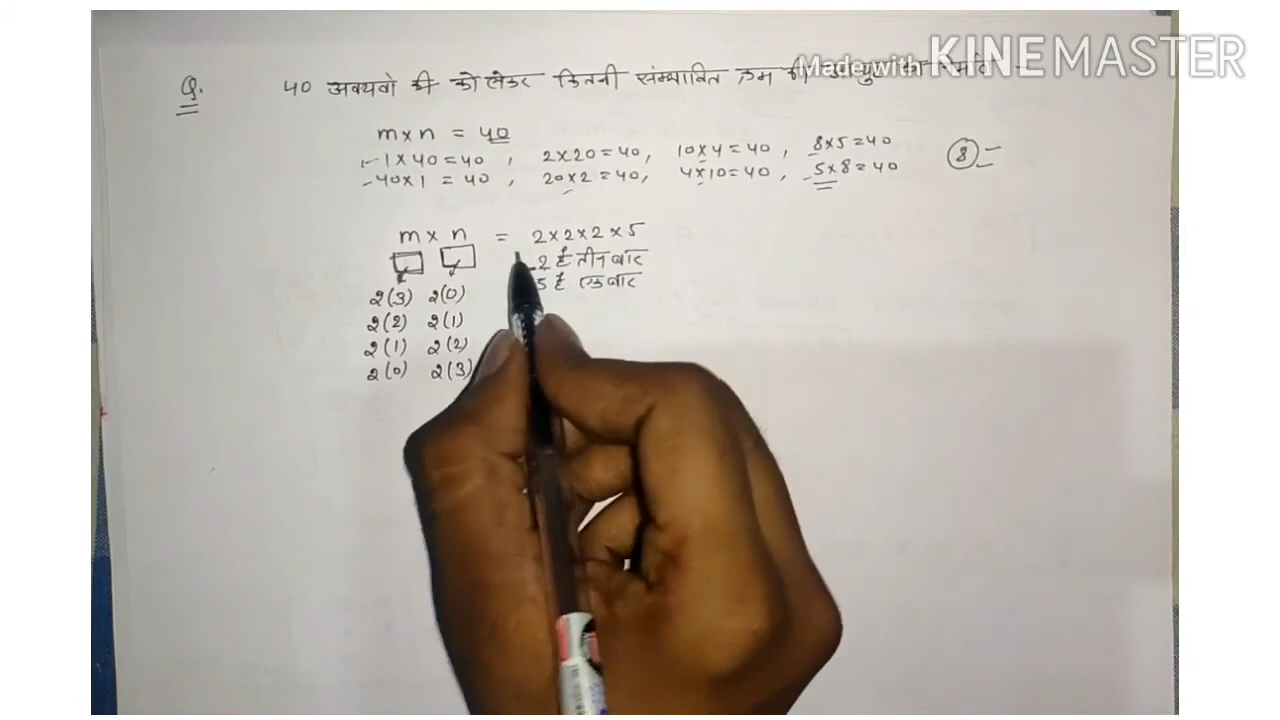 Made with KINEMASTER
Q. 40 अवयवो की को लेकर कितनी संम्भावित क्रम की
m x n = 40
1 x 40 = 40 , 2 x 20 = 40, 10 x 4 = 40 , 8 x 5 = 40
40 x 1 = 40 , 20 x 2 = 40, 4 x 10 = 40 , 5 x 8 = 40
8
m x n = 2 x 2 x 2 x 5
2 है तीन बार
5 है एक बार
2(3) 2(0)
2(2) 2(1)
2(1) 2(2)
2(0) 2(3)